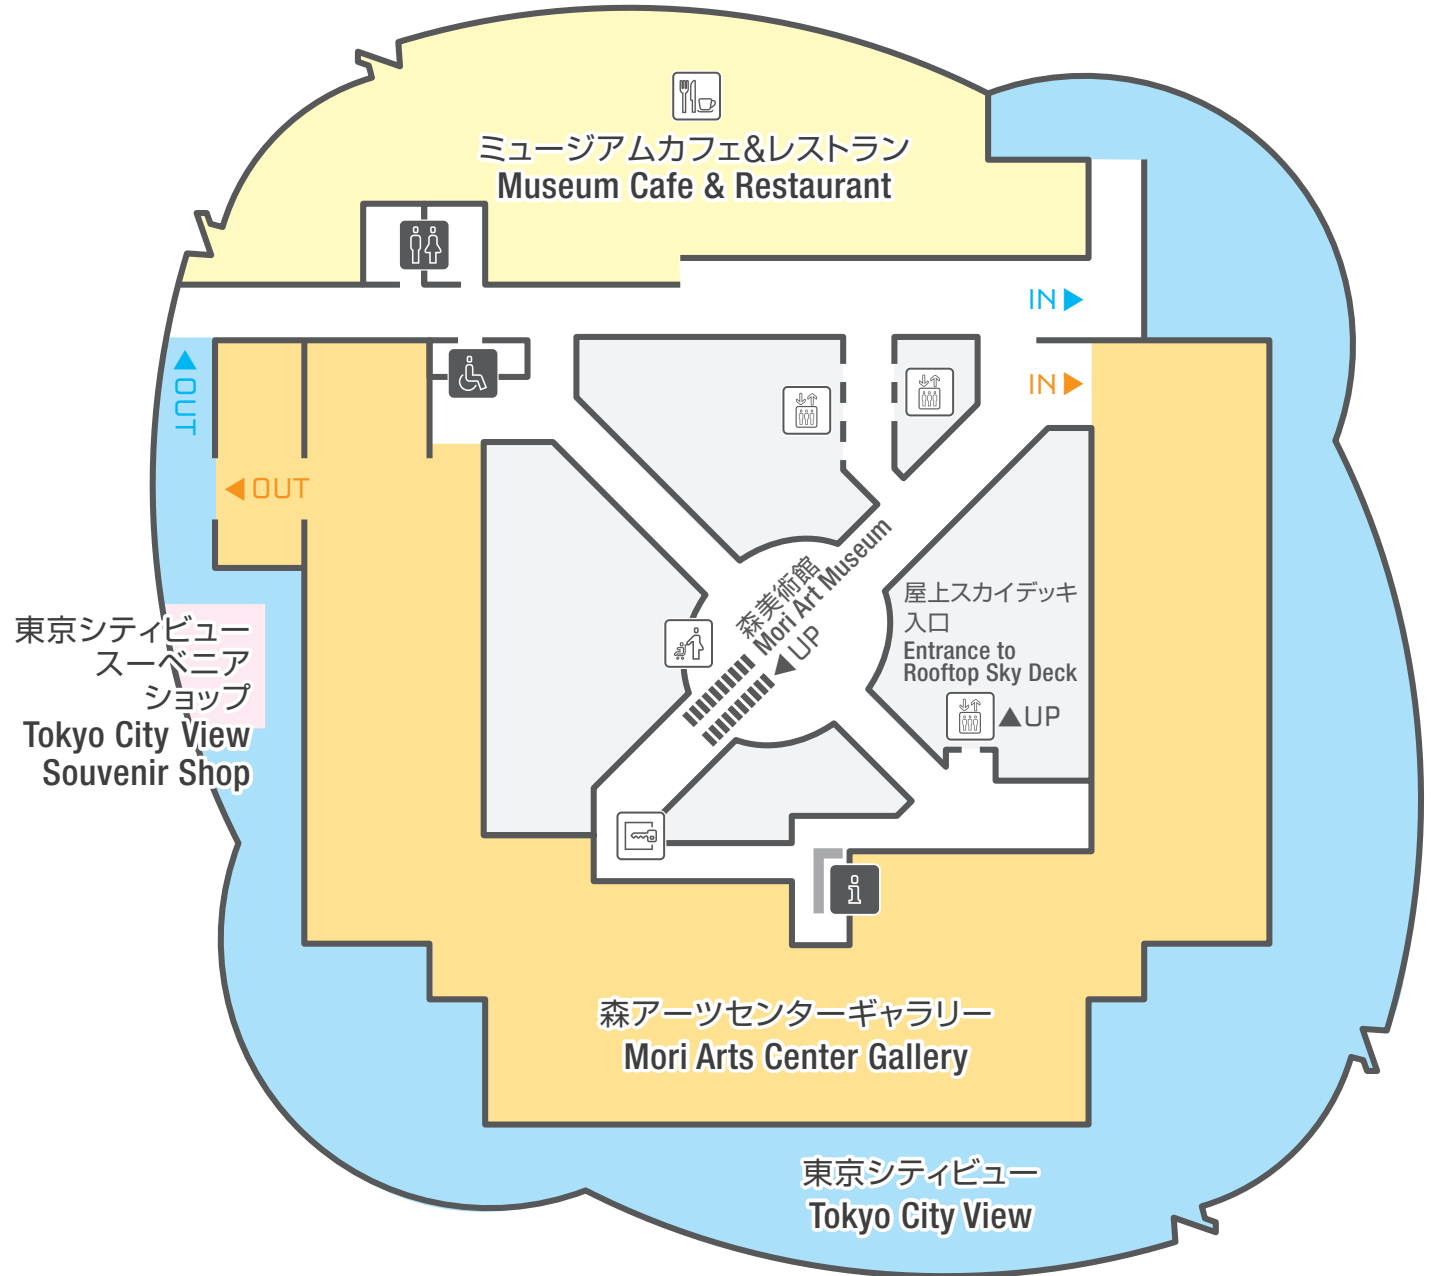 ミュージアムカフェ&レストラン
Museum Cafe & Restaurant
IN
IN
OUT
OUT
森美術館
Mori Art Museum
UP
屋上スカイデッキ
入口
Entrance to
Rooftop Sky Deck
UP
東京シティビュー
スーベニア
ショップ
Tokyo City View
Souvenir Shop
森アーツセンターギャラリー
Mori Arts Center Gallery
東京シティビュー
Tokyo City View